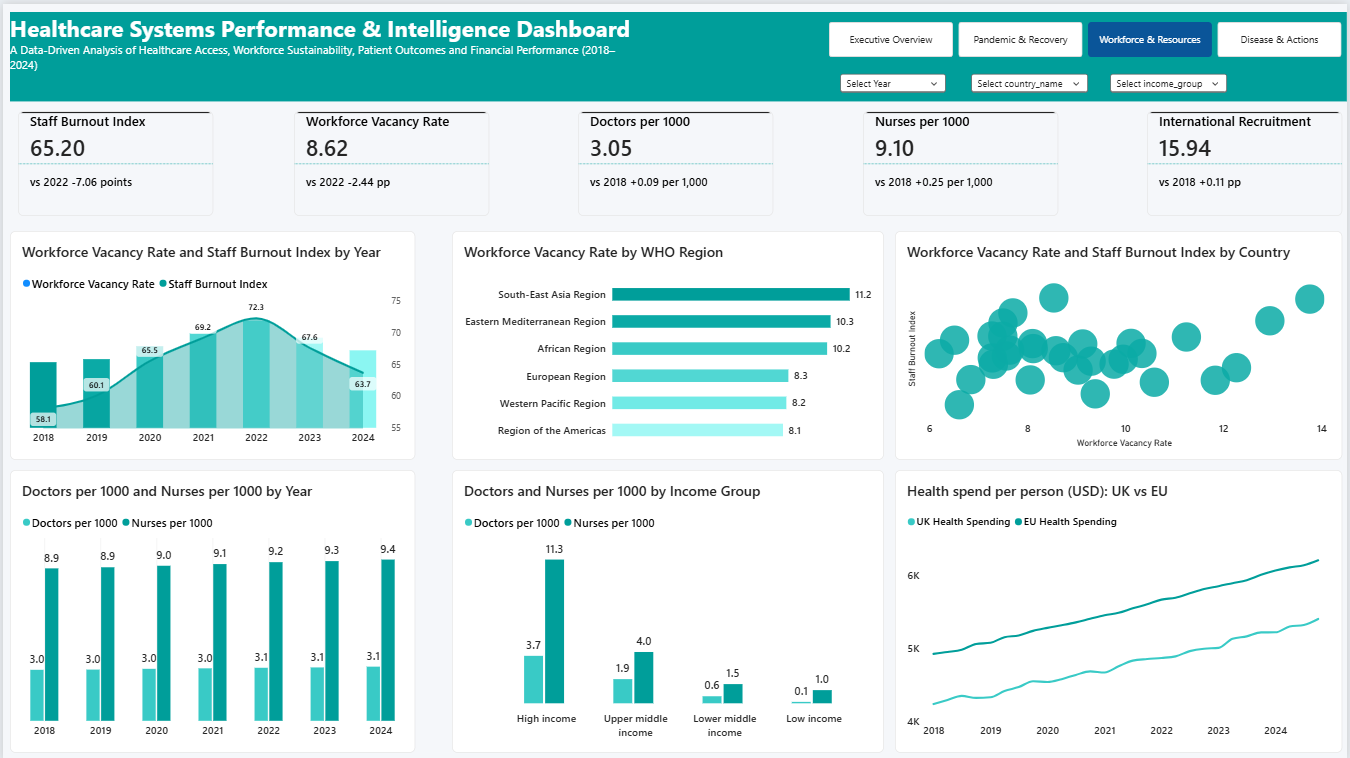 Healthcare Systems Performance & Intelligence Dashboard
A Data-Driven Analysis of Healthcare Access, Workforce Sustainability, Patient Outcomes and Financial Performance (2018–
2024)
Executive Overview
Pandemic & Recovery
Workforce & Resources
Disease & Actions
Select Year
Select country_name
Select income_group
Staff Burnout Index
65.20
vs 2022 -7.06 points
Workforce Vacancy Rate
8.62
vs 2022 -2.44 pp
Doctors per 1000
3.05
vs 2018 +0.09 per 1,000
Nurses per 1000
9.10
vs 2018 +0.25 per 1,000
International Recruitment
15.94
vs 2018 +0.11 pp
Workforce Vacancy Rate and Staff Burnout Index by Year
Workforce Vacancy Rate Staff Burnout Index
75
70
65
60
55
58.1
60.1
65.5
69.2
72.3
67.6
63.7
2018 2019 2020 2021 2022 2023 2024
Workforce Vacancy Rate by WHO Region
South-East Asia Region 11.2
Eastern Mediterranean Region 10.3
African Region 10.2
European Region 8.3
Western Pacific Region 8.2
Region of the Americas 8.1
Workforce Vacancy Rate and Staff Burnout Index by Country
Staff Burnout Index
6 8 10 12 14
Workforce Vacancy Rate
Doctors per 1000 and Nurses per 1000 by Year
Doctors per 1000 Nurses per 1000
8.9 8.9 9.0 9.1 9.2 9.3 9.4
3.0 3.0 3.0 3.0 3.1 3.1 3.1
2018 2019 2020 2021 2022 2023 2024
Doctors and Nurses per 1000 by Income Group
Doctors per 1000 Nurses per 1000
3.7 11.3
1.9 4.0
0.6 1.5
0.1 1.0
High income
Upper middle
income
Lower middle
income
Low income
Health spend per person (USD): UK vs EU
UK Health Spending EU Health Spending
6K
5K
4K
2018 2019 2020 2021 2022 2023 2024